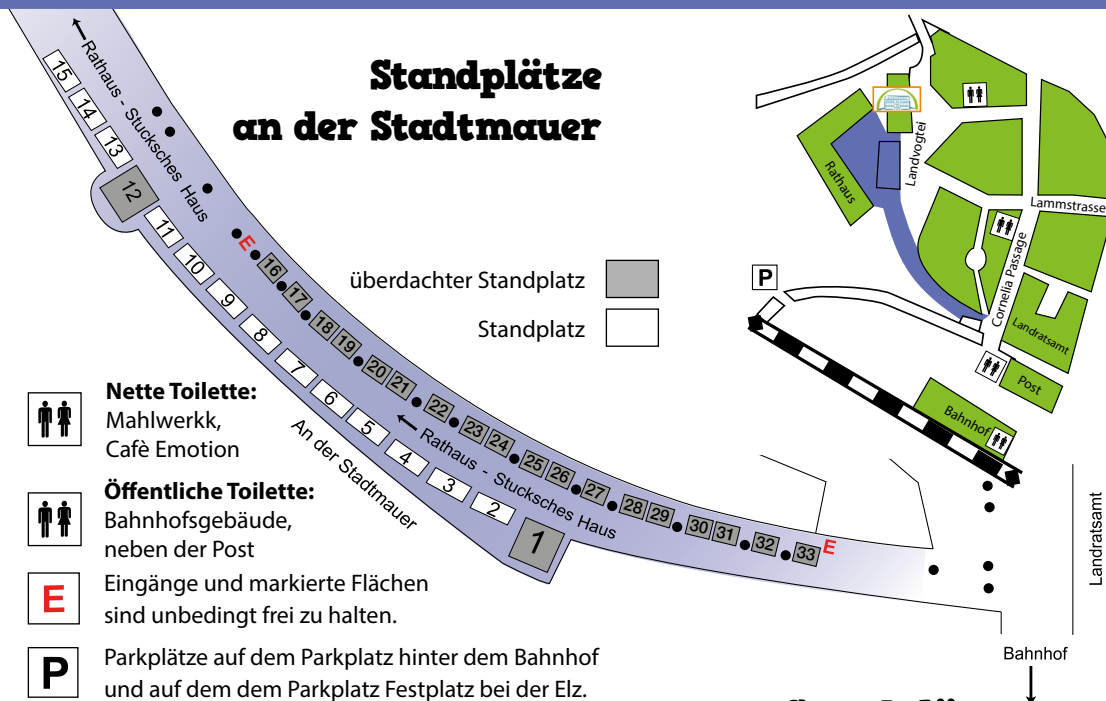 Standplätze
an der Stadtmauer
Rathaus - Stucksches Haus
15
14
13
12
11
10
9
8
7
6
5
4
3
2
1
An der Stadtmauer
E
16
17
18
19
20
21
22
23
24
25
26
27
28
29
30
31
32
33
E
Rathaus - Stucksches Haus
überdachter Standplatz
Standplatz
Nette Toilette:
Mahlwerkk,
Cafè Emotion
Öffentliche Toilette:
Bahnhofsgebäude,
neben der Post
E
Eingänge und markierte Flächen
sind unbedingt frei zu halten.
P
Parkplätze auf dem Parkplatz hinter dem Bahnhof
und auf dem dem Parkplatz Festplatz bei der Elz.
Rathaus
Landvogtei
Lammstrasse
Cornelia Passage
P
Landratsamt
Post
Bahnhof
Landratsamt
Bahnhof